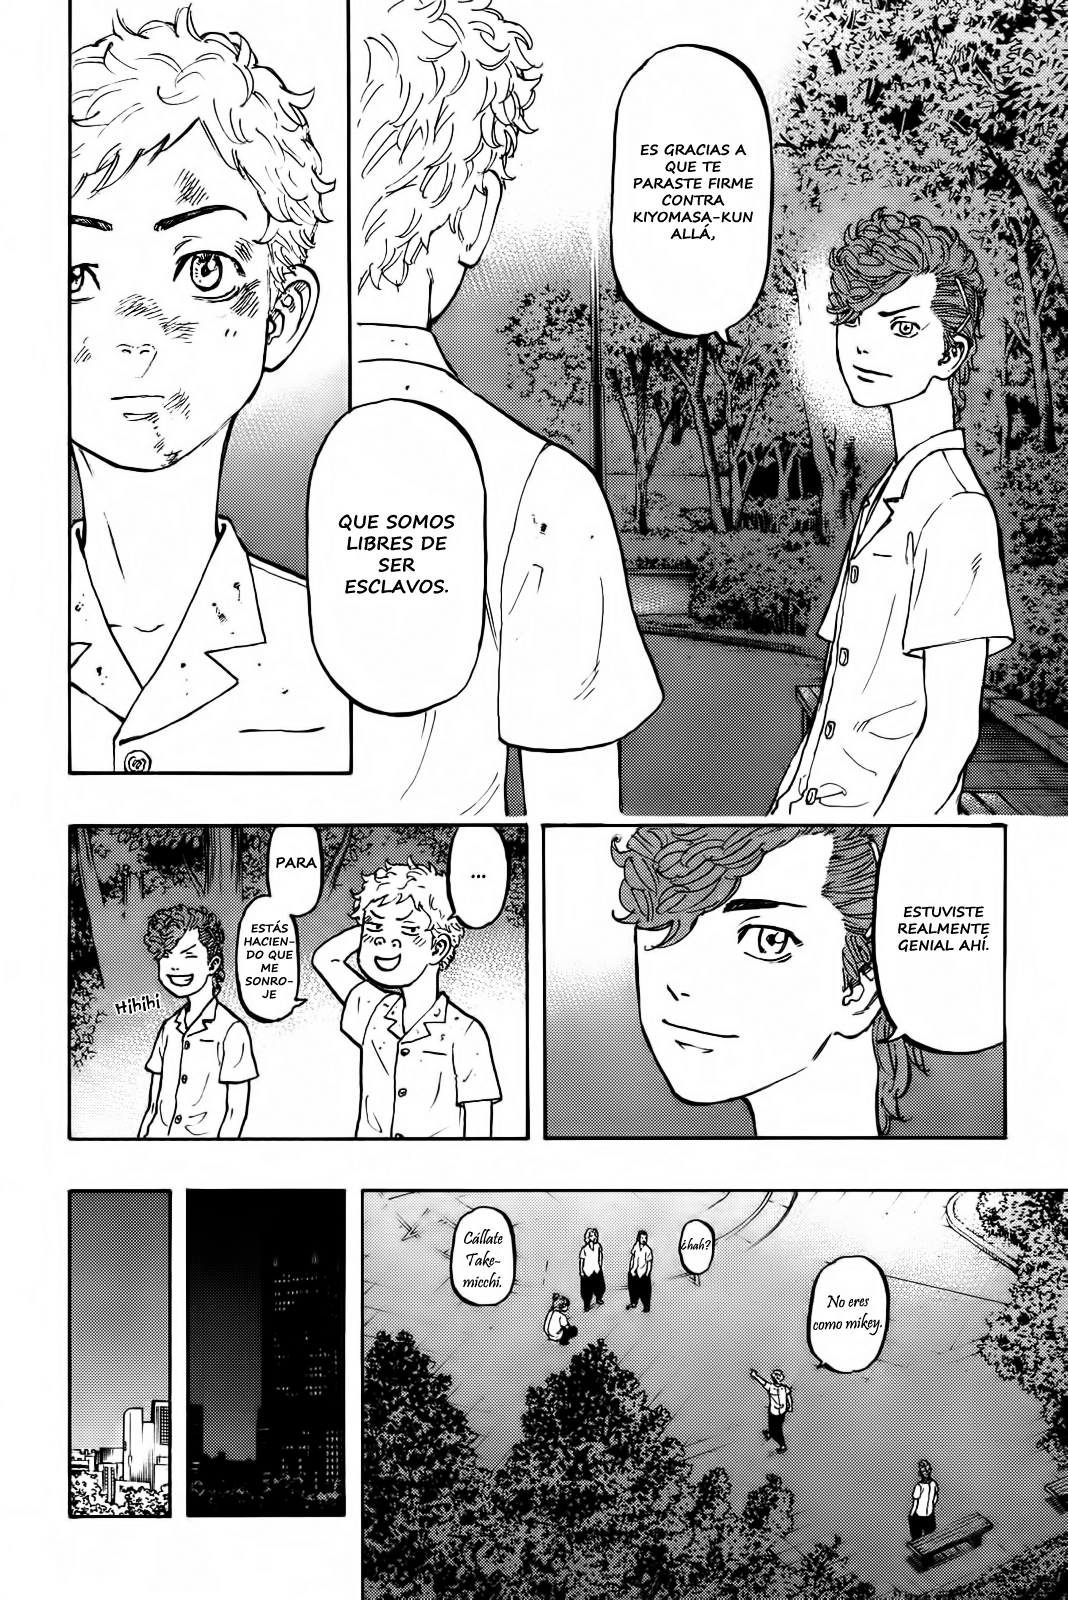 ES GRACIAS A
QUE TE
PARASTE FIRME
CONTRA
KIYOMASA-KUN
ALLÁ,
QUE SOMOS
LIBRES DE
SER
ESCLAVOS.
ESTUVISTE
REALMENTE
GENIAL AHÍ.
...
PARA
ESTÁS
HACIEN-
DO QUE
ME
SONRO-
JE
Hihihi
No eres
como mikey.
¿hah?
Cállate
Take-
micchi.